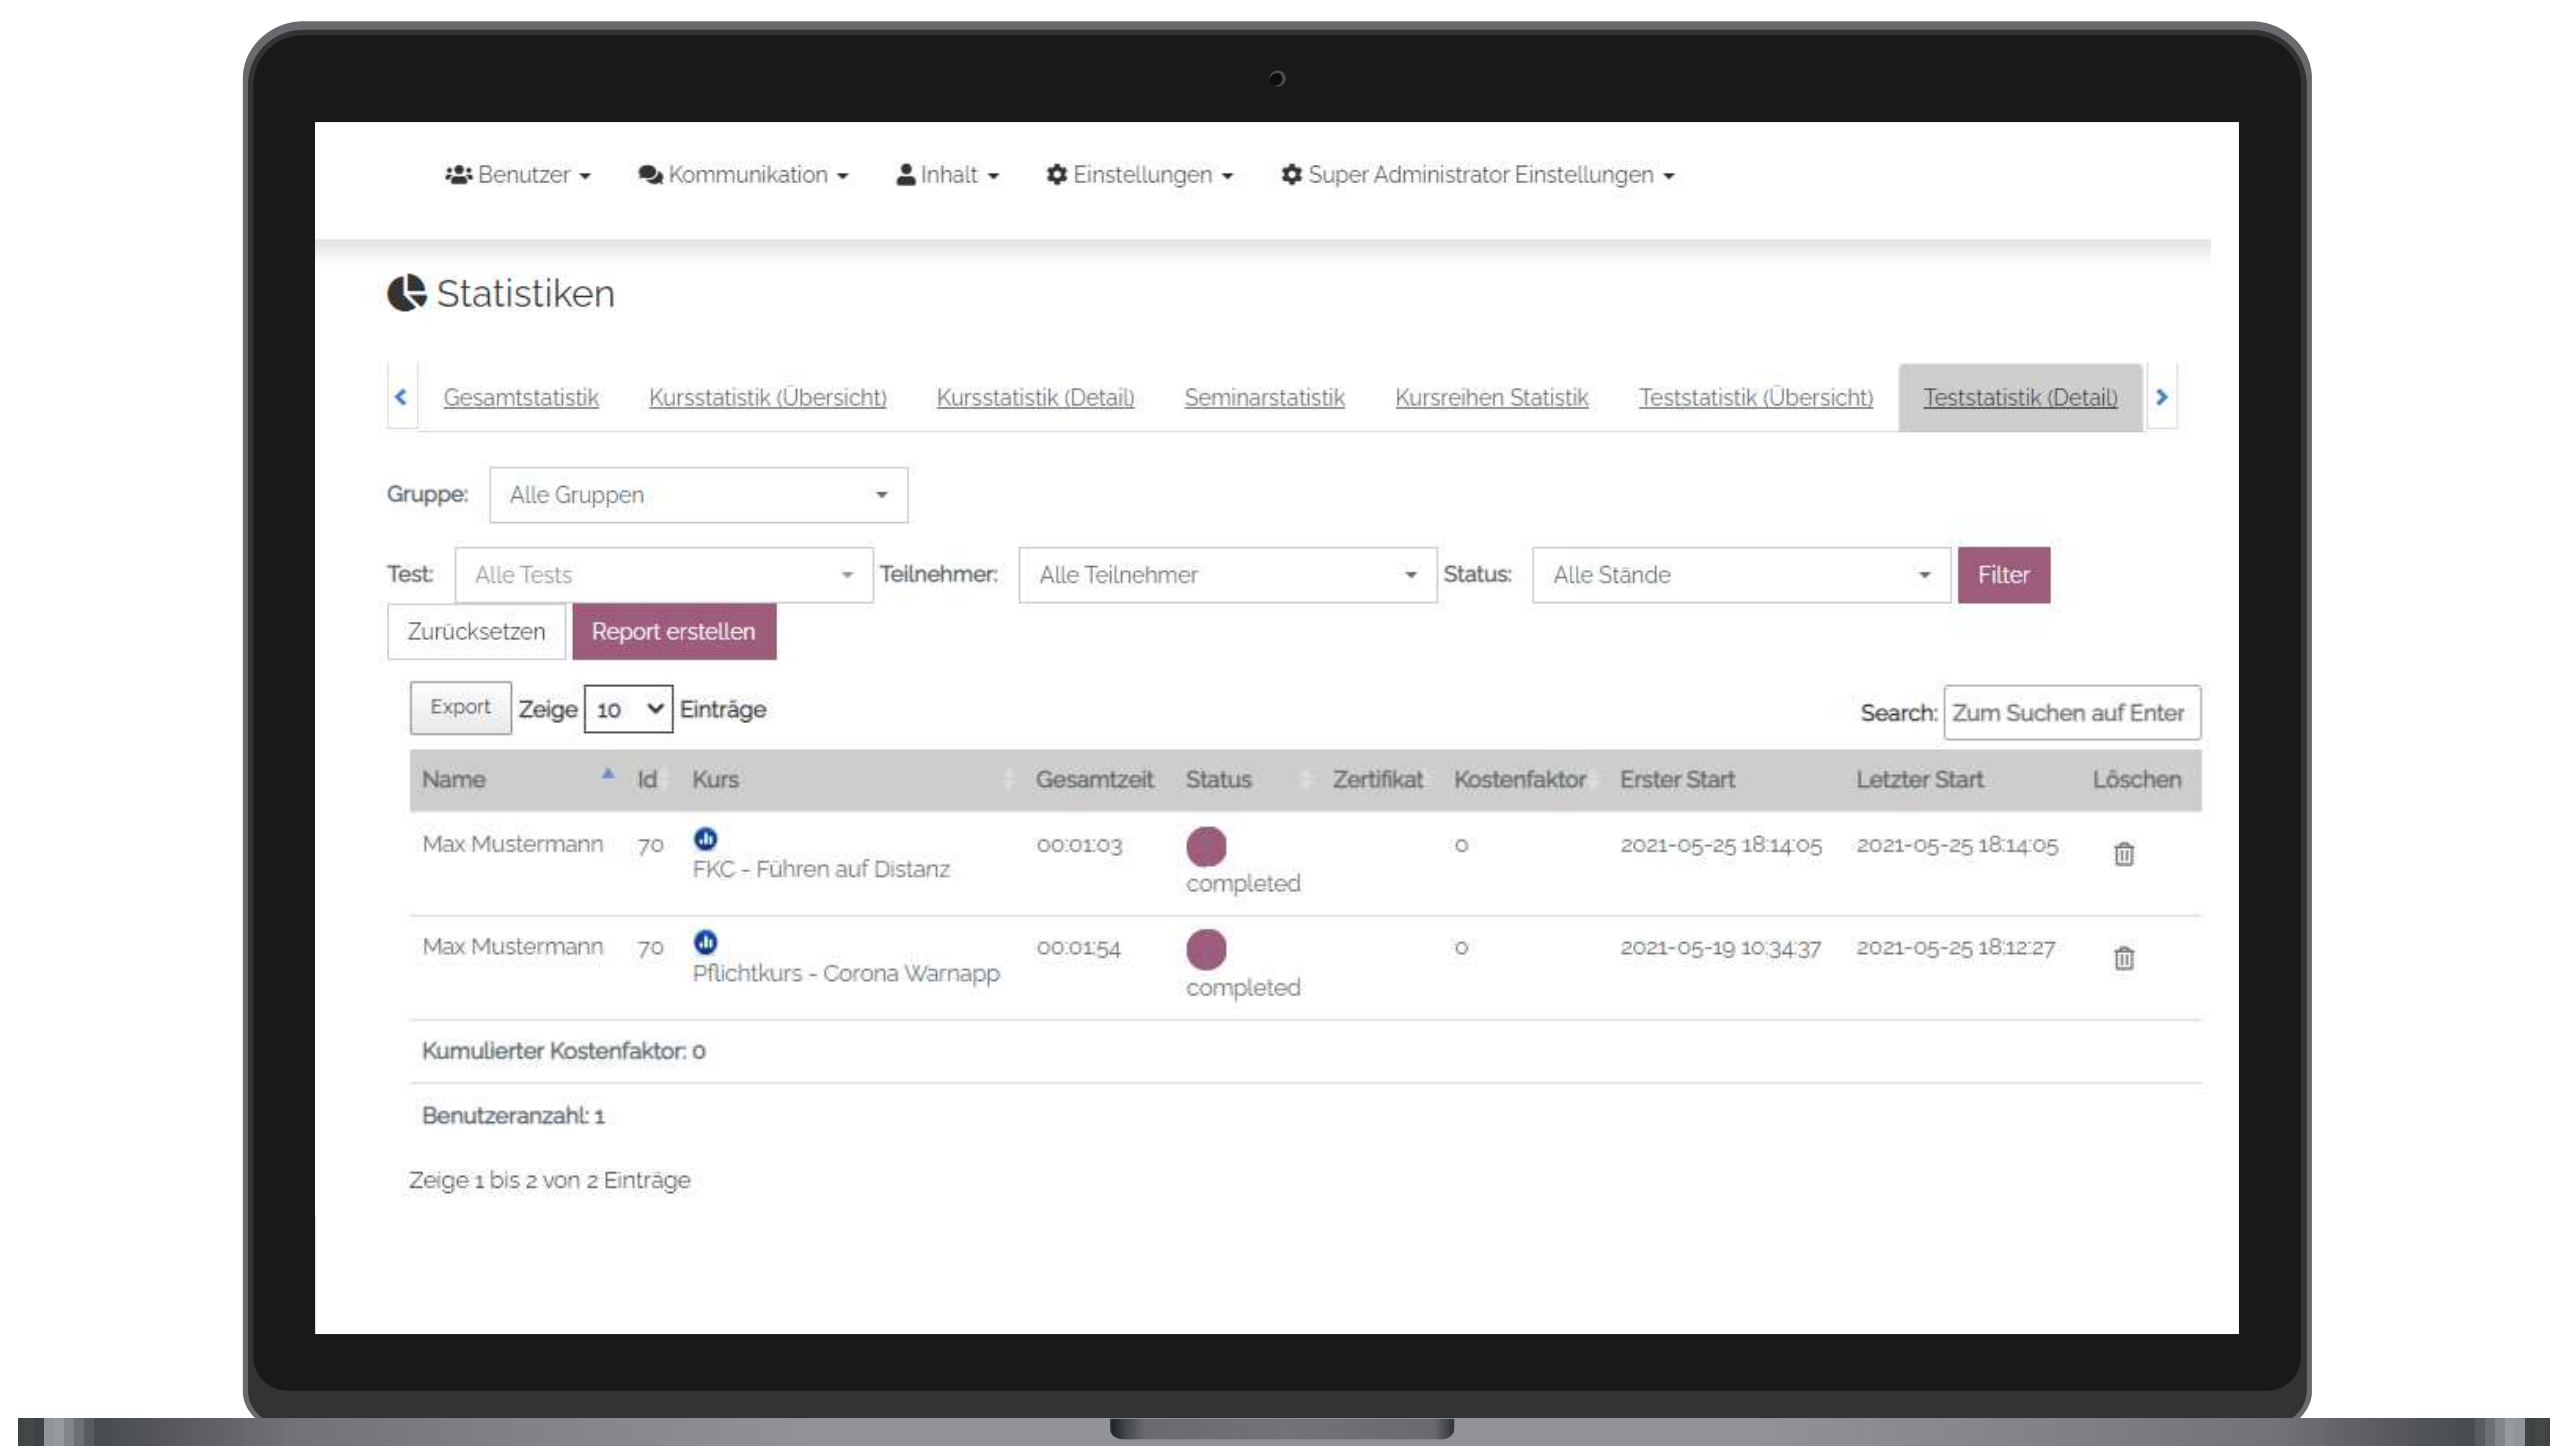 Benutzer Kommunikation Inhalt Einstellungen Super Administrator Einstellungen
Statistiken
Gesamtstatistik Kursstatistik (Übersicht) Kursstatistik (Detail) Seminarstatistik Kursreihen Statistik Teststatistik (Übersicht) Teststatistik (Detail)
Gruppe: Alle Gruppen
Test: Alle Tests Teilnehmer: Alle Teilnehmer Status: Alle Stände Filter
Zurücksetzen Report erstellen
Export Zeige 10 Einträge Search: Zum Suchen auf Enter
Name Id Kurs Gesamtzeit Status Zertifikat Kostenfaktor Erster Start Letzter Start Löschen
Max Mustermann 70 FKC - Führen auf Distanz 00:01:03 completed 0 2021-05-25 18:14:05 2021-05-25 18:14:05
Max Mustermann 70 Pflichtkurs - Corona Warnapp 00:01:54 completed 0 2021-05-19 10:34:37 2021-05-25 18:12:27
Kumulierter Kostenfaktor: 0
Benutzeranzahl: 1
Zeige 1 bis 2 von 2 Einträge